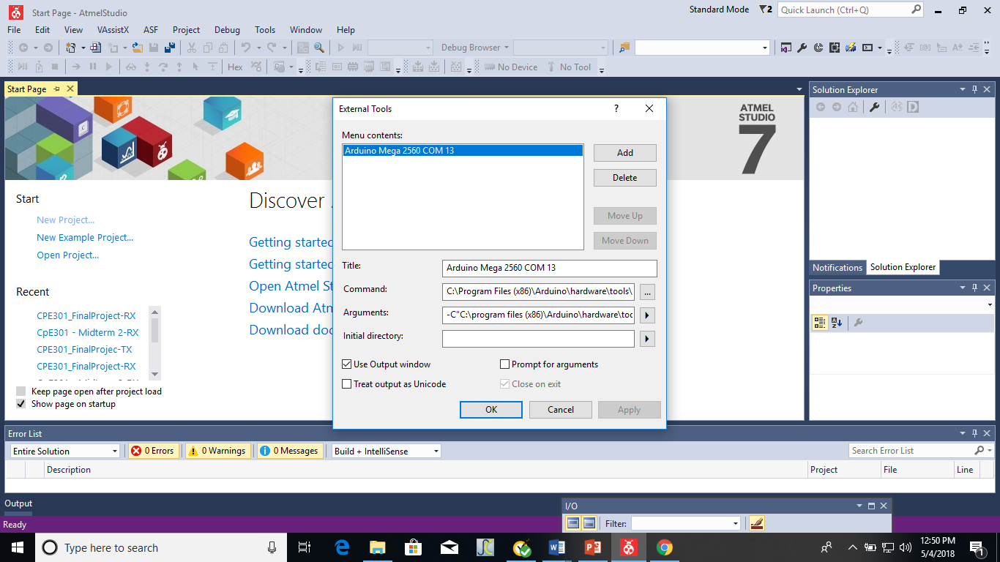 Start Page - AtmelStudio
Standard Mode
2
Quick Launch (Ctrl+Q)
File Edit View VAssistX ASF Project Debug Tools Window Help
Debug Browser
Hex
No Device
No Tool
Start Page
Solution Explorer
External Tools
?
ATMEL
STUDIO
7
Menu contents:
Arduino Mega 2560 COM 13
Add
Delete
Move Up
Move Down
Start
New Project...
New Example Project...
Open Project...
Discover
Getting started
Getting started
Open Atmel St
Download Atm
Download doc
Title:
Arduino Mega 2560 COM 13
Command:
C:\Program Files (x86)\Arduino\hardware\tools\
...
Arguments:
-C"C:\program files (x86)\Arduino\hardware\too
Initial directory:
Use Output window
Prompt for arguments
Treat output as Unicode
Close on exit
OK
Cancel
Apply
Recent
CPE301_FinalProject-RX
CpE301 - Midterm 2-RX
CPE301_FinalProjec-TX
CPE301_FinalProject-RX
Keep page open after project load
Show page on startup
Notifications
Solution Explorer
Properties
Error List
Entire Solution
0 Errors
0 Warnings
0 Messages
Build + IntelliSense
Search Error List
Description
Project
File
Line
Output
I/O
Filter:
Ready
Type here to search
12:50 PM
5/4/2018
1